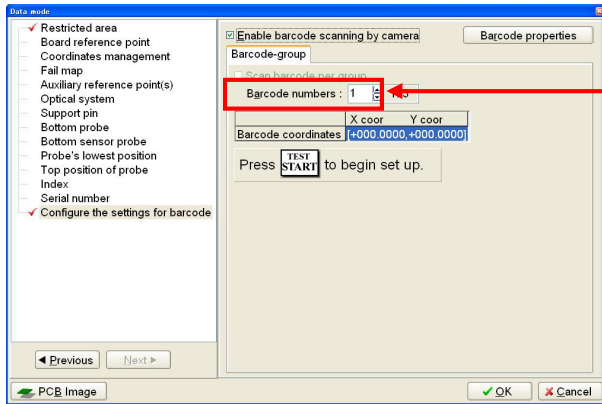 Data mode
Restricted area
Board reference point
Coordinates management
Fail map
Auxiliary reference point(s)
Optical system
Support pin
Bottom probe
Bottom sensor probe
Probe's lowest position
Top position of probe
Index
Serial number
Configure the settings for barcode
Previous
Next
PCB Image
Enable barcode scanning by camera
Barcode properties
Barcode-group
Scan barcode per group
Barcode numbers : 1
X coor Y coor
Barcode coordinates [+000.0000,+000.0000]
Press TEST START to begin set up.
OK
Cancel